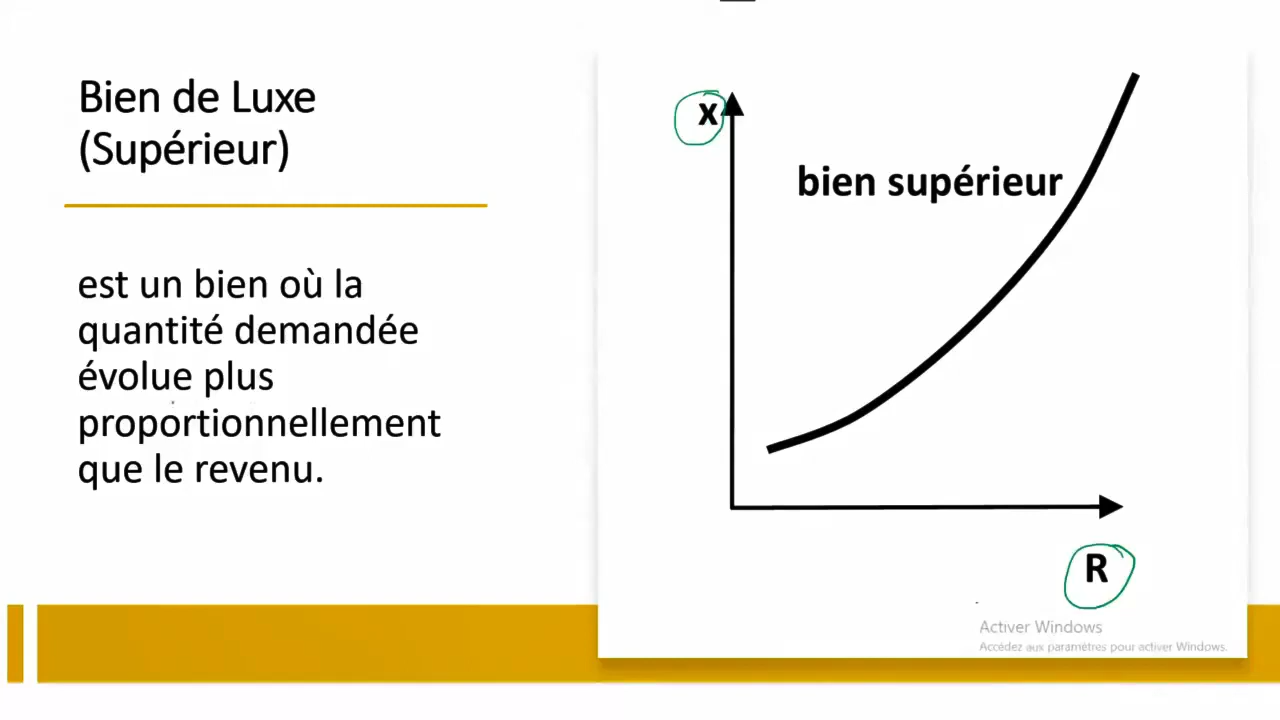 Bien de Luxe
(Supérieur)
est un bien où la
quantité demandée
évolue plus
proportionnellement
que le revenu.
X
bien supérieur
R
Activer Windows
Accédez aux paramètres pour activer Windows.